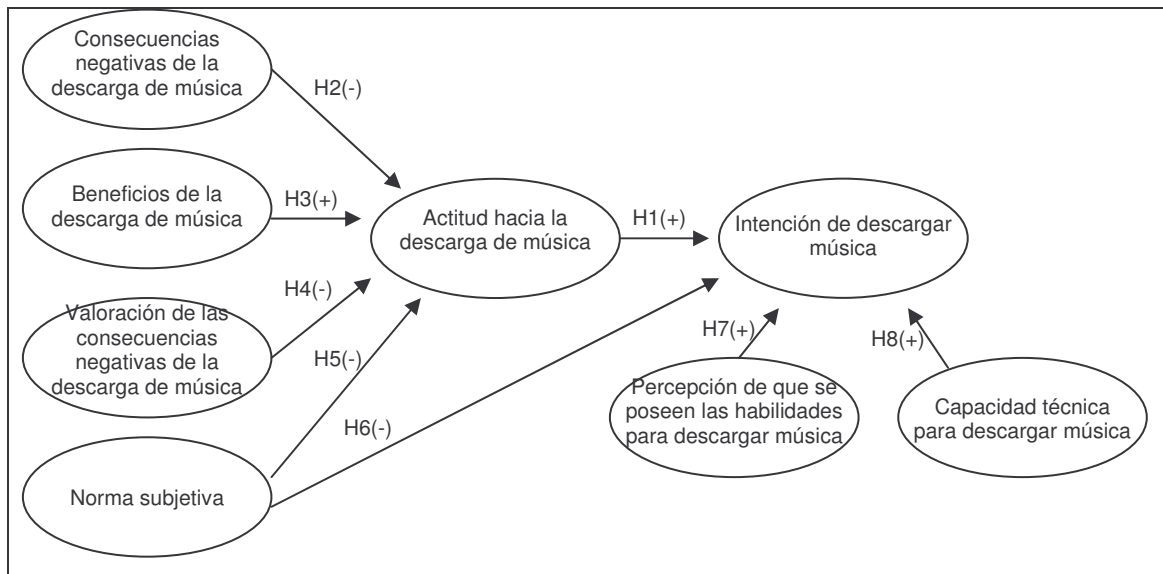 Consecuencias
negativas de la
descarga de música
H2(-)
Beneficios de la
descarga de música
H3(+)
Actitud hacia la
descarga de música
H1(+)
Intención de descargar
música
Valoración de las
consecuencias
negativas de la
descarga de música
H4(-)
H5(-)
H6(-)
Norma subjetiva
H7(+)
Percepción de que se
poseen las habilidades
para descargar música
H8(+)
Capacidad técnica
para descargar música